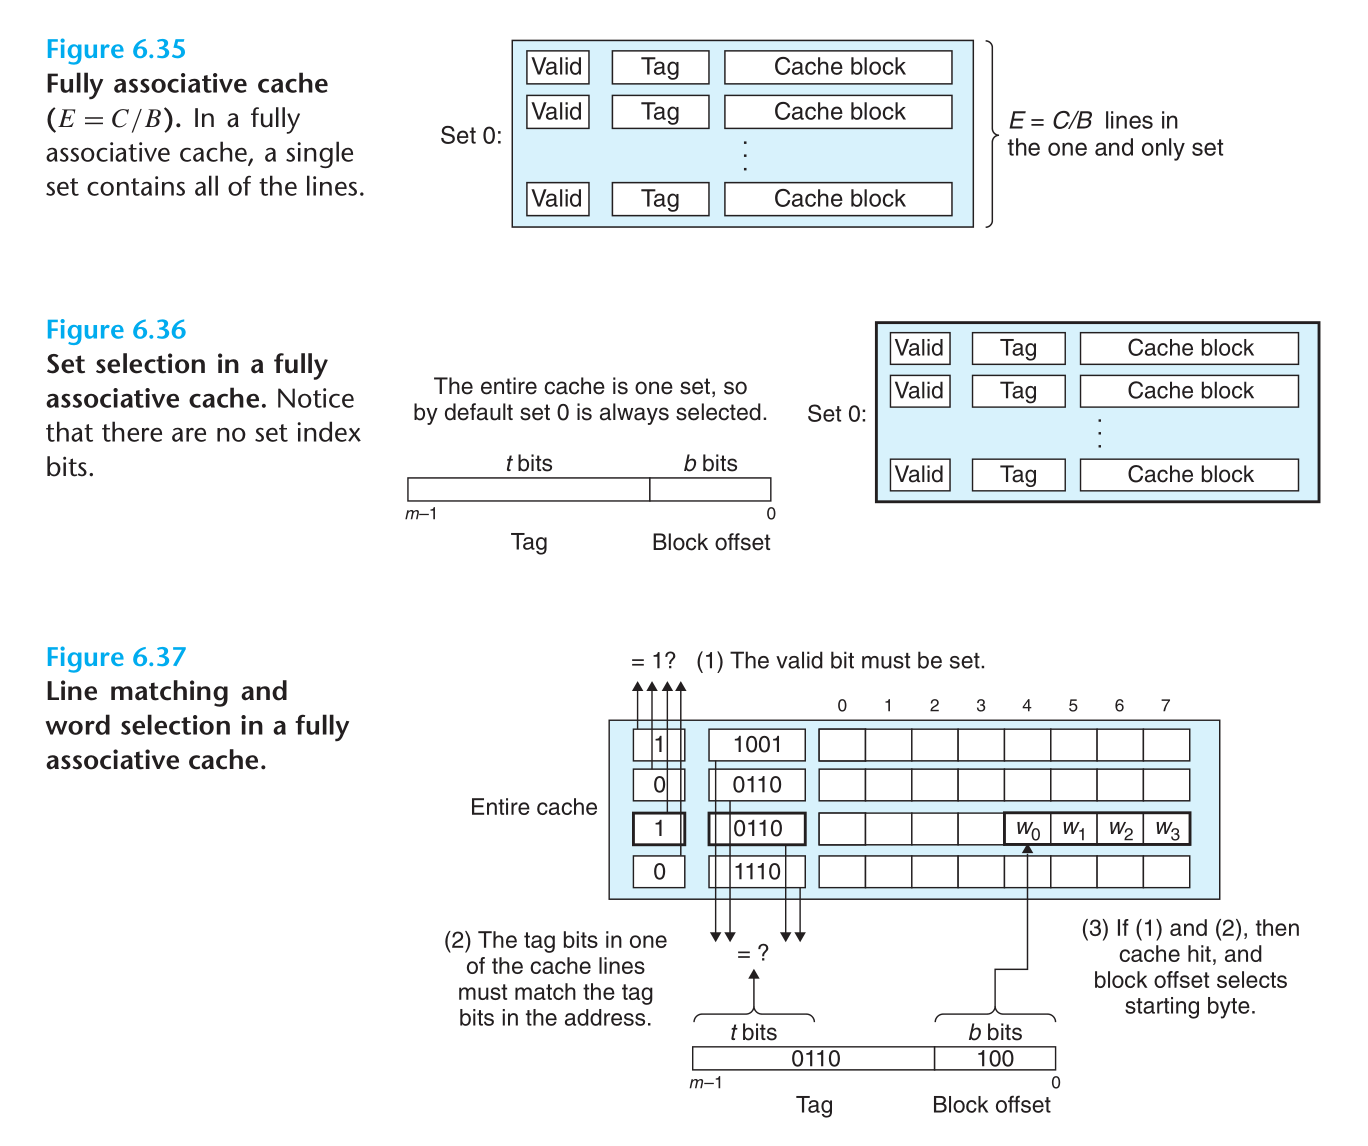 Figure 6.35
Fully associative cache
(E = C/B). In a fully
associative cache, a single
set contains all of the lines.
Set 0:
Valid Tag Cache block
Valid Tag Cache block
Valid Tag Cache block
E = C/B lines in
the one and only set
Figure 6.36
Set selection in a fully
associative cache. Notice
that there are no set index
bits.
The entire cache is one set, so
by default set 0 is always selected.
t bits b bits
m–1 0
Tag Block offset
Set 0:
Valid Tag Cache block
Valid Tag Cache block
Valid Tag Cache block
Figure 6.37
Line matching and
word selection in a fully
associative cache.
= 1? (1) The valid bit must be set.
0 1 2 3 4 5 6 7
Entire cache
1 1001
0 0110
1 0110 w0 w1 w2 w3
0 1110
(2) The tag bits in one
of the cache lines
must match the tag
bits in the address.
= ?
(3) If (1) and (2), then
cache hit, and
block offset selects
starting byte.
t bits b bits
0110 100
m–1 0
Tag Block offset